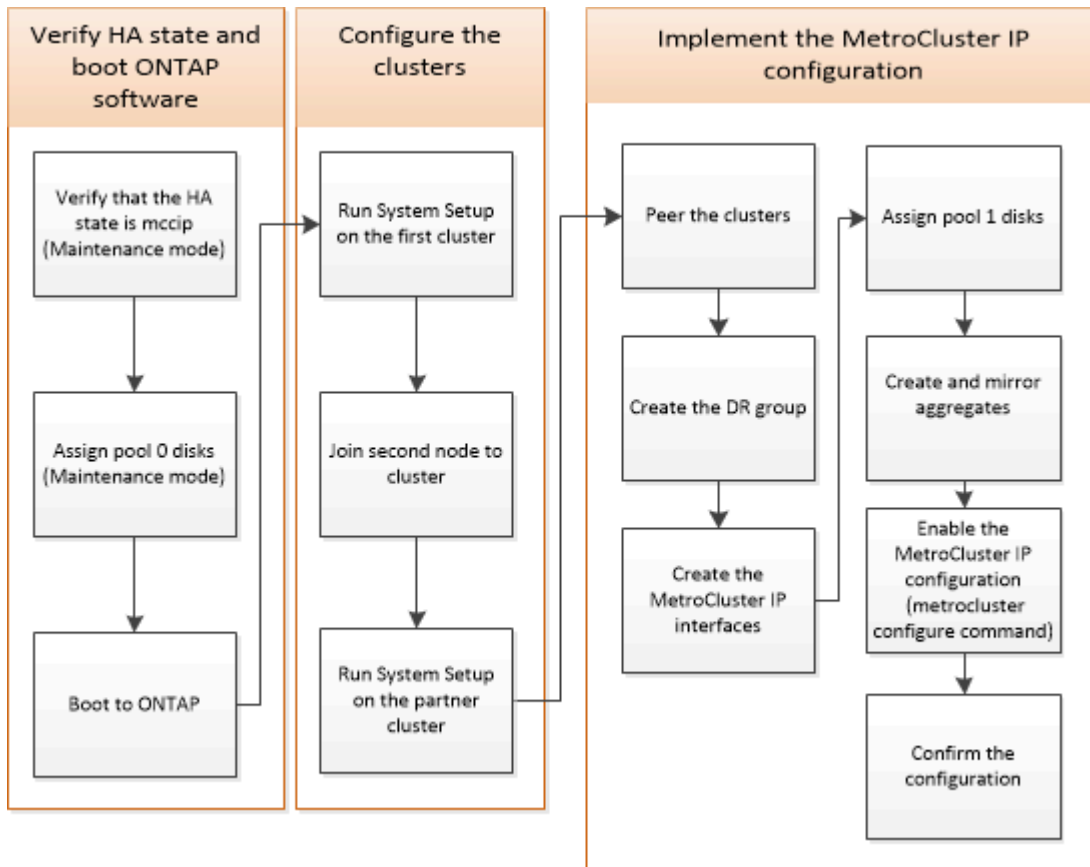 Verify HA state and
boot ONTAP
software
Verify that the HA
state is mccip
(Maintenance mode)
Assign pool 0 disks
(Maintenance mode)
Boot to ONTAP
Configure the
clusters
Run System Setup
on the first cluster
Join second node to
cluster
Run System Setup
on the partner
cluster
Implement the MetroCluster IP
configuration
Peer the clusters
Create the DR group
Create the
MetroCluster IP
interfaces
Assign pool 1 disks
Create and mirror
aggregates
Enable the
MetroCluster IP
configuration
(metrocluster
configure command)
Confirm the
configuration